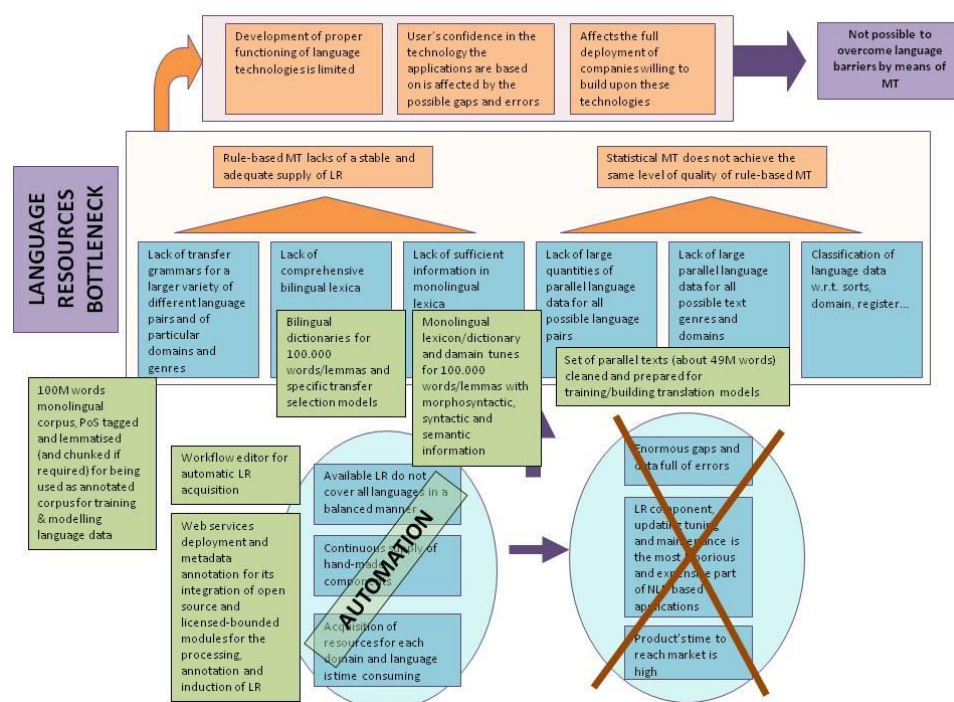 Development of proper
functioning of language
technologies is limited
User's confidence in the
technology the
applications are based
on is affected by the
possible gaps and errors
Affects the full
deployment of
companies willing to
build upon these
technologies
Not possible to
overcome language
barriers by means of
MT
LANGUAGE
RESOURCES
BOTTLENECK
Rule-based MT lacks of a stable and
adequate supply of LR
Statistical MT does not achieve the
same level of quality of rule-based MT
Lack of transfer
grammars for a
larger variety of
different language
pairs and of
particular
domains and
genres
Lack of
comprehensive
bilingual lexica
Lack of sufficient
information in
monolingual
lexica
Lack of large
quantities of
parallel language
data for all
possible language
pairs
Lack of large
parallel language
data for all
possible text
genres and
domains
Classification of
language data
w.r.t. sorts,
domain, register...
Bilingual
dictionaries for
100.000
words/lemmas and
specific transfer
selection models
Monolingual
lexicon/dictionary
and damain tunes
for 100.000
words/lemmas with
morphosyntactic,
syntactic and
semantic
information
Set of parallel texts (about 49M words)
cleaned and prepared for
training/building translation models
100M words
monolingual
corpus, PoS tagged
and lemmatised
(and chunked if
required) for being
used as annotated
corpus for training
& modelling
language data
Workflow editor for
automatic LR
acquisition
Web services
deployment and
metadata
annotation for its
integration of open
source and
licensed-bounded
modules for the
processing,
annotation and
induction of LR
Available LR do not
cover all languages in a
balanced manner
Continuous supply of
hand-made
components
Acquisition of
resources for each
domain and language
is time consuming
AUTOMATION
Enormous gaps and
data full of errors
LR component,
updating tuning
and maintenance is
the most laborious
and expensive part
of NLP based
applications
Product's time to
reach market is
high